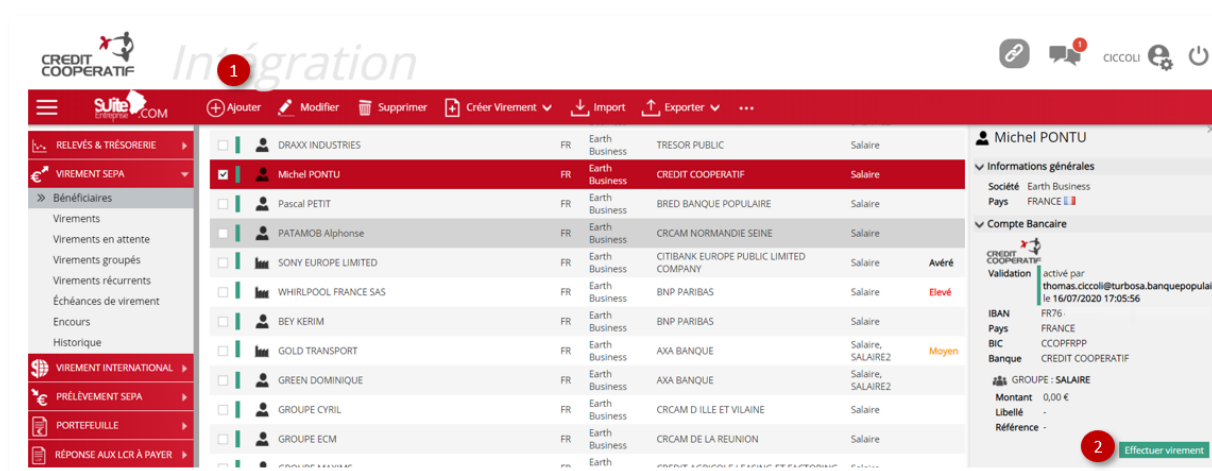 CREDIT
COOPERATIF
Intégration
1
1
CICCOLI
SUite
Entreprise .COM
Ajouter
Modifier
Supprimer
Créer Virement
Import
Exporter
...
RELEVÉS & TRÉSORERIE
VIREMENT SEPA
Bénéficiaires
Virements
Virements en attente
Virements groupés
Virements récurrents
Échéances de virement
Encours
Historique
VIREMENT INTERNATIONAL
PRÉLÈVEMENT SEPA
PORTEFEUILLE
RÉPONSE AUX LCR À PAYER
DRAXX INDUSTRIES FR Earth Business TRESOR PUBLIC Salaire
Michel PONTU FR Earth Business CREDIT COOPERATIF Salaire
Pascal PETIT FR Earth Business BRED BANQUE POPULAIRE Salaire
PATAMOB Alphonse FR Earth Business CRCAM NORMANDIE SEINE Salaire
SONY EUROPE LIMITED FR Earth Business CITIBANK EUROPE PUBLIC LIMITED COMPANY Salaire Avéré
WHIRLPOOL FRANCE SAS FR Earth Business BNP PARIBAS Salaire Elevé
BEY KERIM FR Earth Business BNP PARIBAS Salaire
GOLD TRANSPORT FR Earth Business AXA BANQUE Salaire, SALAIRE2 Moyen
GREEN DOMINIQUE FR Earth Business AXA BANQUE Salaire, SALAIRE2
GROUPE CYRIL FR Earth Business CRCAM D ILLE ET VILAINE Salaire
GROUPE ECM FR Earth Business CRCAM DE LA REUNION Salaire
Earth
Michel PONTU
Informations générales
Société Earth Business
Pays FRANCE
Compte Bancaire
CREDIT
COOPERATIF
Validation activé par
thomas.ciccoli@turbosa.banquepopulai
le 16/07/2020 17:05:56
IBAN FR76
Pays FRANCE
BIC CCOPFRPP
Banque CREDIT COOPERATIF
GROUPE : SALAIRE
Montant 0,00 €
Libellé -
Référence -
2
Effectuer virement